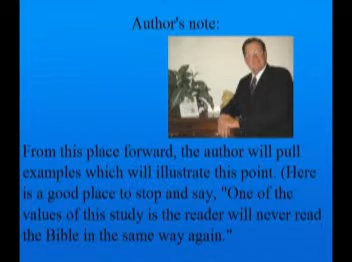 Author's note:
From this place forward, the author will pull
examples which will illustrate this point. (Here
is a good place to stop and say, "One of the
values of this study is the reader will never read
the Bible in the same way again."